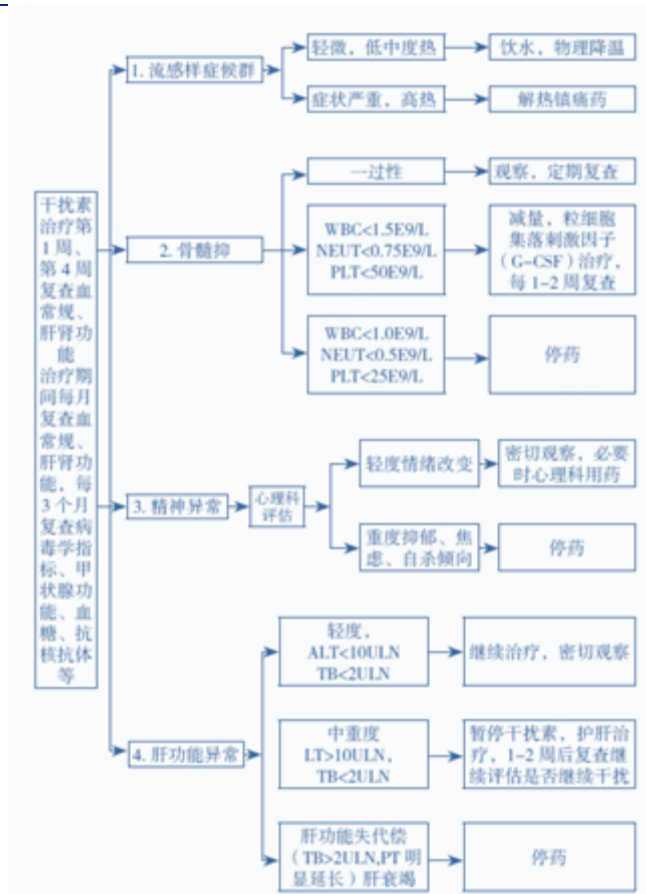 干扰素
治疗第
1周、
第4周
复查血
常规、
肝肾功
能
治疗期
间每月
复查血
常规、
肝肾功
能，每
3个月
复查病
毒学指
标、甲
状腺功
能、血
糖、抗
核抗体
等
1. 流感样症候群
轻微，低中度热
饮水，物理降温
症状严重，高热
解热镇痛药
2. 骨髓抑
一过性
观察，定期复查
WBC<1.5E9/L
NEUT<0.75E9/L
PLT<50E9/L
减量，粒细胞
集落刺激因子
（G-CSF）治疗，
每1-2周复查
WBC<1.0E9/L
NEUT<0.5E9/L
PLT<25E9/L
停药
3. 精神异常
心理科
评估
轻度情绪改变
密切观察，必要
时心理科用药
重度抑郁、焦
虑、自杀倾向
停药
4. 肝功能异常
轻度，
ALT<10ULN
TB<2ULN
继续治疗，密切观察
中重度
LT>10ULN，
TB<2ULN
暂停干扰素，护肝治
疗，1-2周后复查继
续评估是否继续干扰
肝功能失代偿
（TB>2ULN,PT明
显延长）肝衰竭
停药